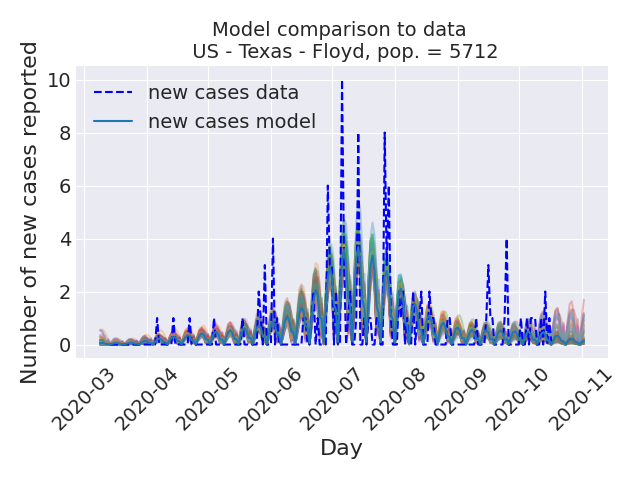 Model comparison to data
US - Texas - Floyd, pop. = 5712
Number of new cases reported
10
8
6
4
2
0
new cases data
new cases model
2020-03
2020-04
2020-05
2020-06
2020-07
2020-08
2020-09
2020-10
2020-11
Day